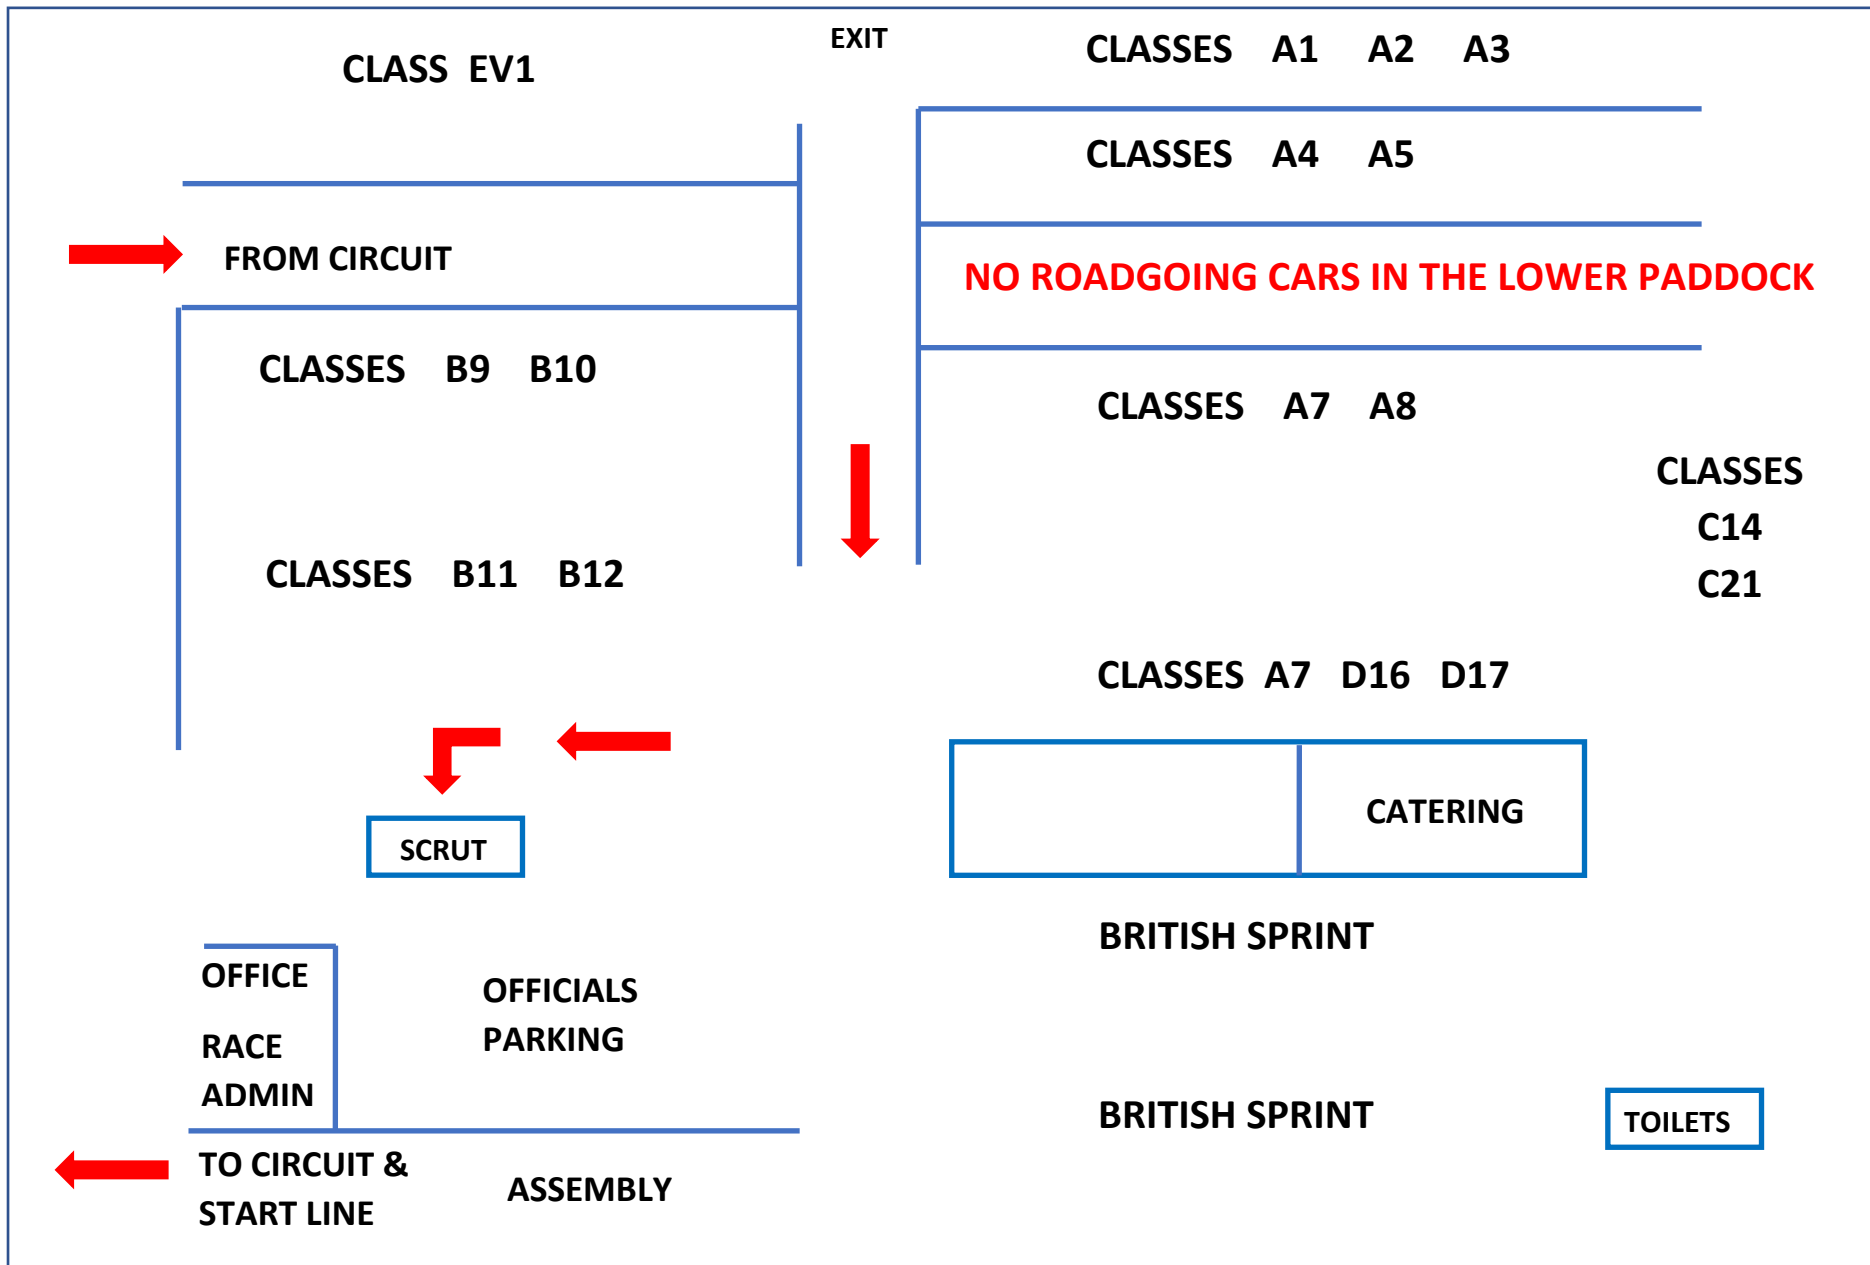 EXIT
CLASS EV1
CLASSES A1 A2 A3
CLASSES A4 A5
FROM CIRCUIT
NO ROADGOING CARS IN THE LOWER PADDOCK
CLASSES B9 B10
CLASSES A7 A8
CLASSES
C14
C21
CLASSES B11 B12
CLASSES A7 D16 D17
SCRUT
CATERING
BRITISH SPRINT
OFFICE
RACE
ADMIN
OFFICIALS
PARKING
BRITISH SPRINT
TOILETS
TO CIRCUIT &
START LINE
ASSEMBLY